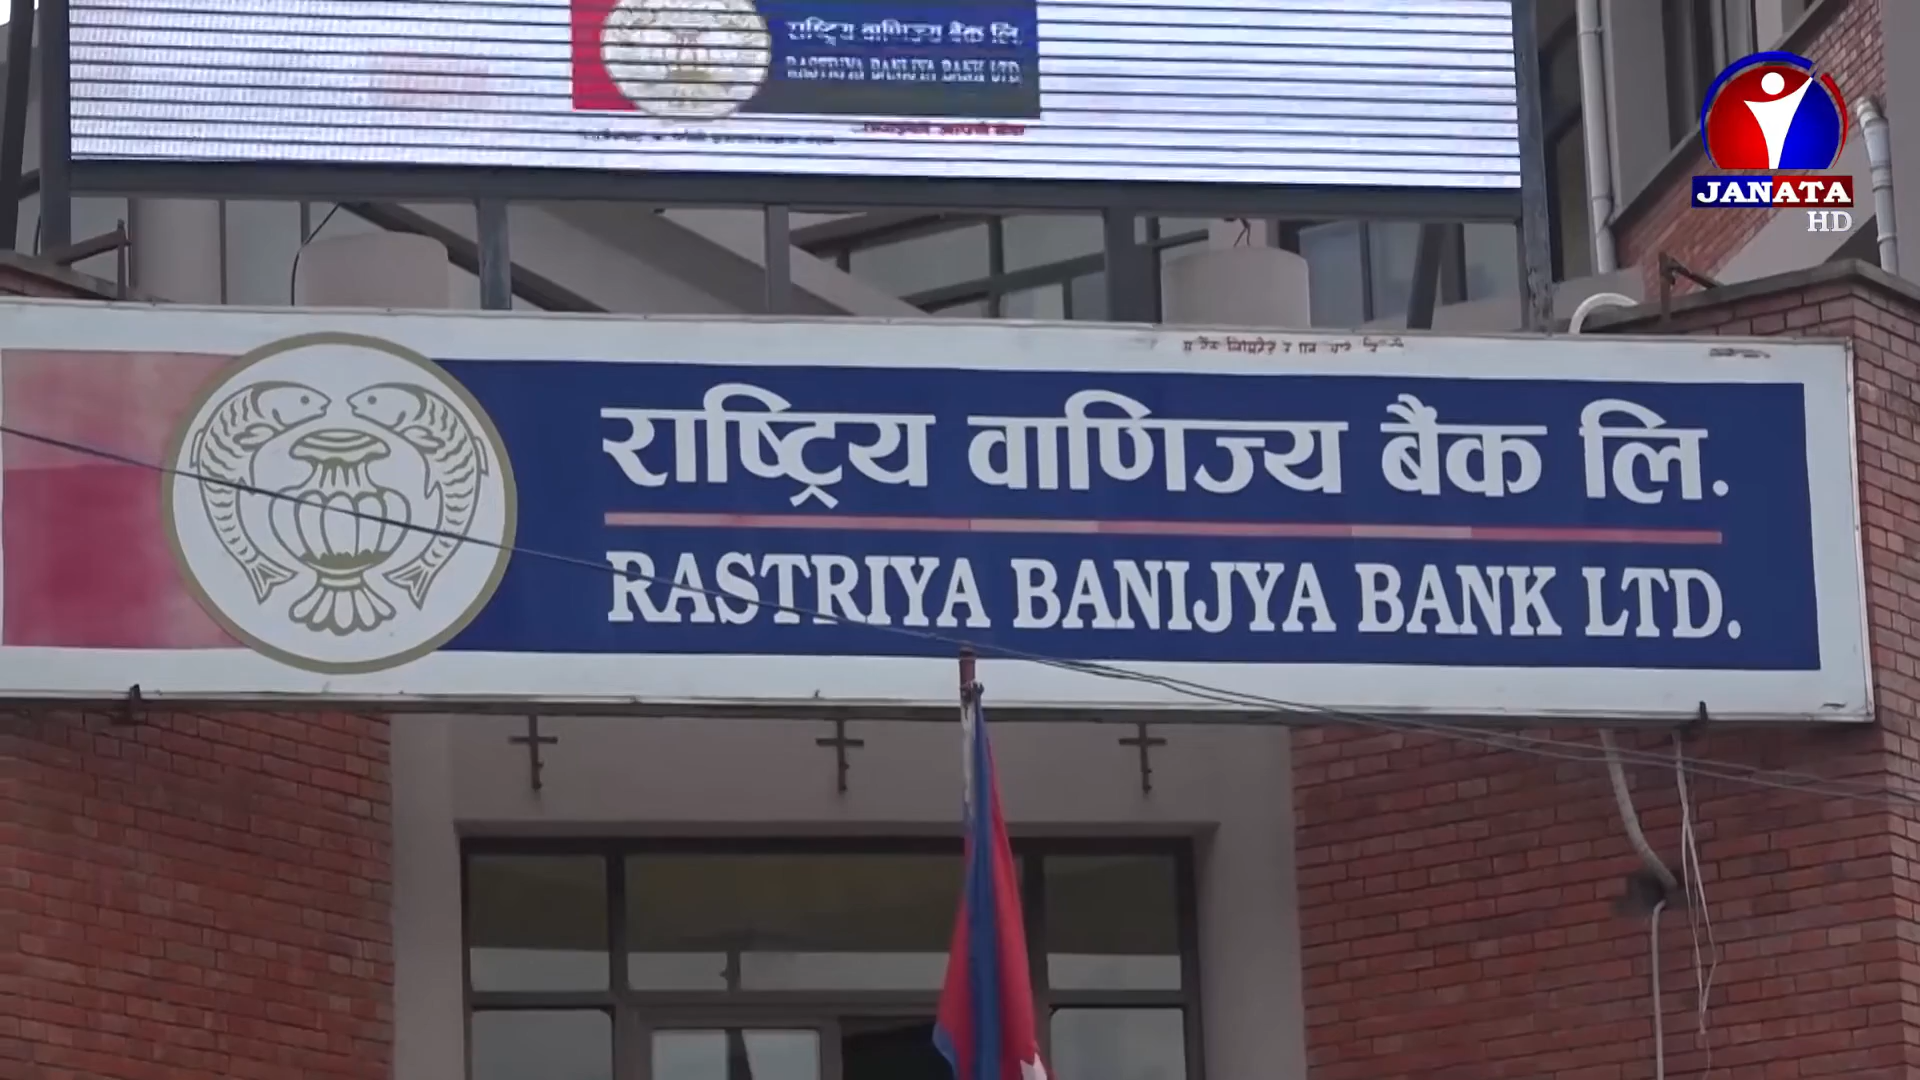 राष्ट्रिय वाणिज्य बैंक लि.
RASTRIYA BANIJYA BANK LTD.
JANATA
HD
राष्ट्रिय वाणिज्य बैंक लि.
RASTRIYA BANIJYA BANK LTD.